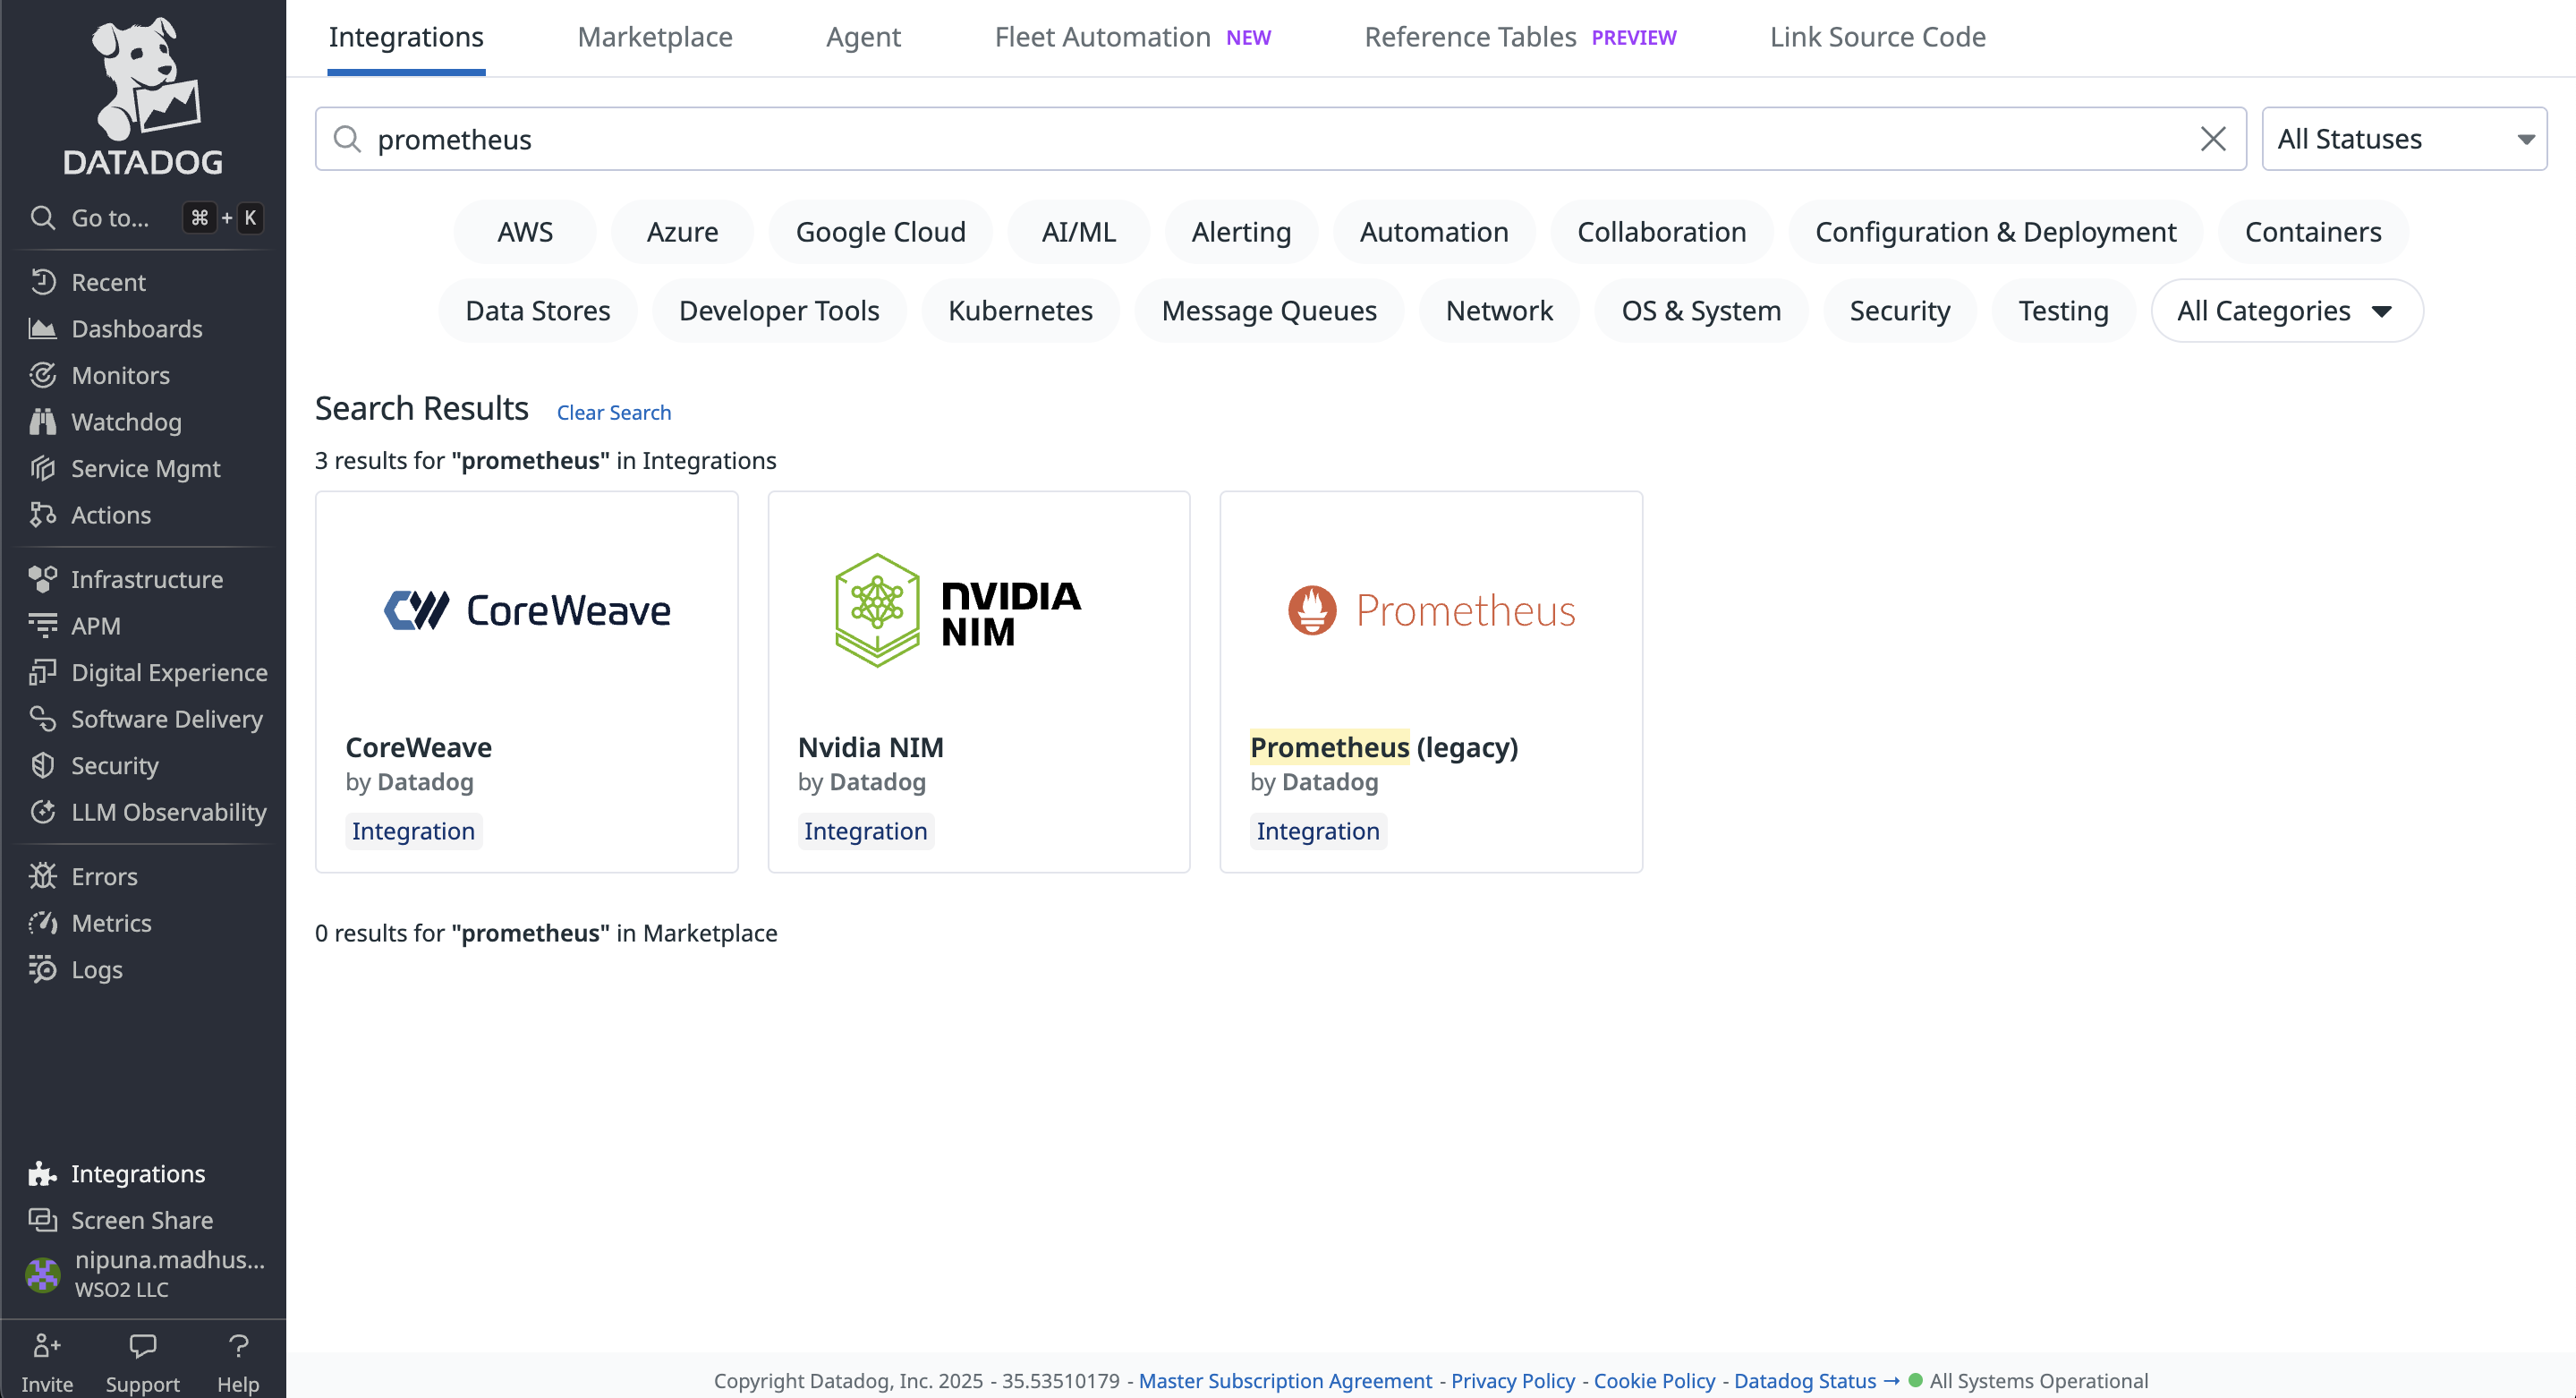 DATADOG
Go to... ⌘ + K
Recent
Dashboards
Monitors
Watchdog
Service Mgmt
Actions
Infrastructure
APM
Digital Experience
Software Delivery
Security
LLM Observability
Errors
Metrics
Logs
Integrations
Screen Share
nipuna.madhus...
WSO2 LLC
Invite Support Help
Integrations Marketplace Agent Fleet Automation NEW Reference Tables PREVIEW Link Source Code
prometheus All Statuses
AWS Azure Google Cloud AI/ML Alerting Automation Collaboration Configuration & Deployment Containers
Data Stores Developer Tools Kubernetes Message Queues Network OS & System Security Testing All Categories
Search Results Clear Search
3 results for "prometheus" in Integrations
CoreWeave
CoreWeave
by Datadog
Integration
NVIDIA
NIM
Nvidia NIM
by Datadog
Integration
Prometheus
Prometheus (legacy)
by Datadog
Integration
0 results for "prometheus" in Marketplace
Copyright Datadog, Inc. 2025 - 35.53510179 - Master Subscription Agreement - Privacy Policy - Cookie Policy - Datadog Status → All Systems Operational